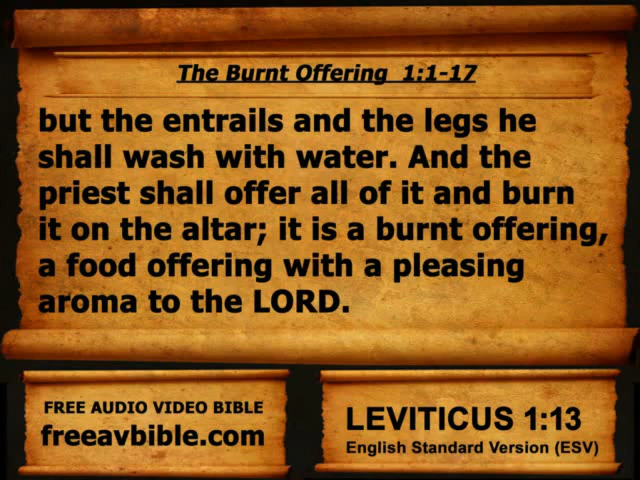 The Burnt Offering  1:1-17
but the entrails and the legs he
shall wash with water. And the
priest shall offer all of it and burn
it on the altar; it is a burnt offering,
a food offering with a pleasing
aroma to the LORD.
FREE AUDIO VIDEO BIBLE
freeavbible.com
LEVITICUS 1:13
English Standard Version (ESV)